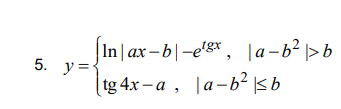 5. y = { ln | ax – b | – e^{tgx} , | a – b² | > b
tg 4x – a , | a – b² | ≤ b